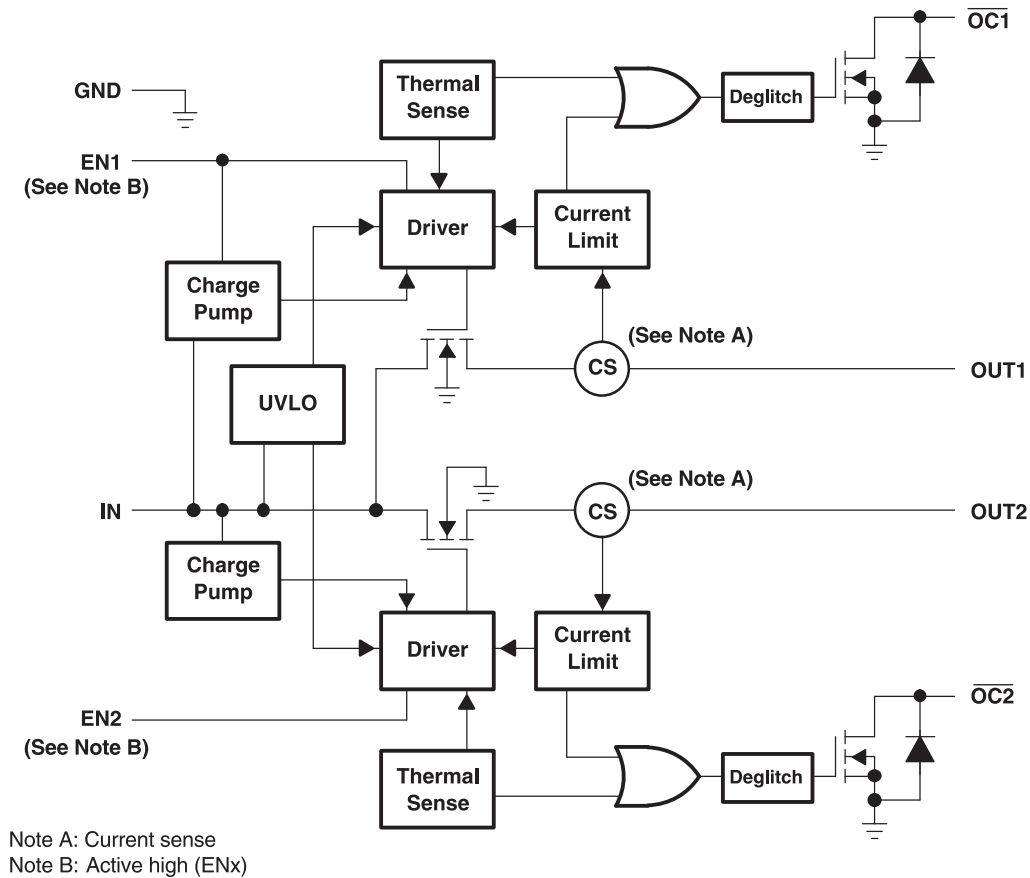 OC1
Thermal
Sense
Deglitch
GND
EN1
(See Note B)
Driver
Current
Limit
Charge
Pump
(See Note A)
CS
OUT1
UVLO
(See Note A)
IN
CS
OUT2
Charge
Pump
Driver
Current
Limit
OC2
EN2
(See Note B)
Thermal
Sense
Deglitch
Note A: Current sense
Note B: Active high (ENx)